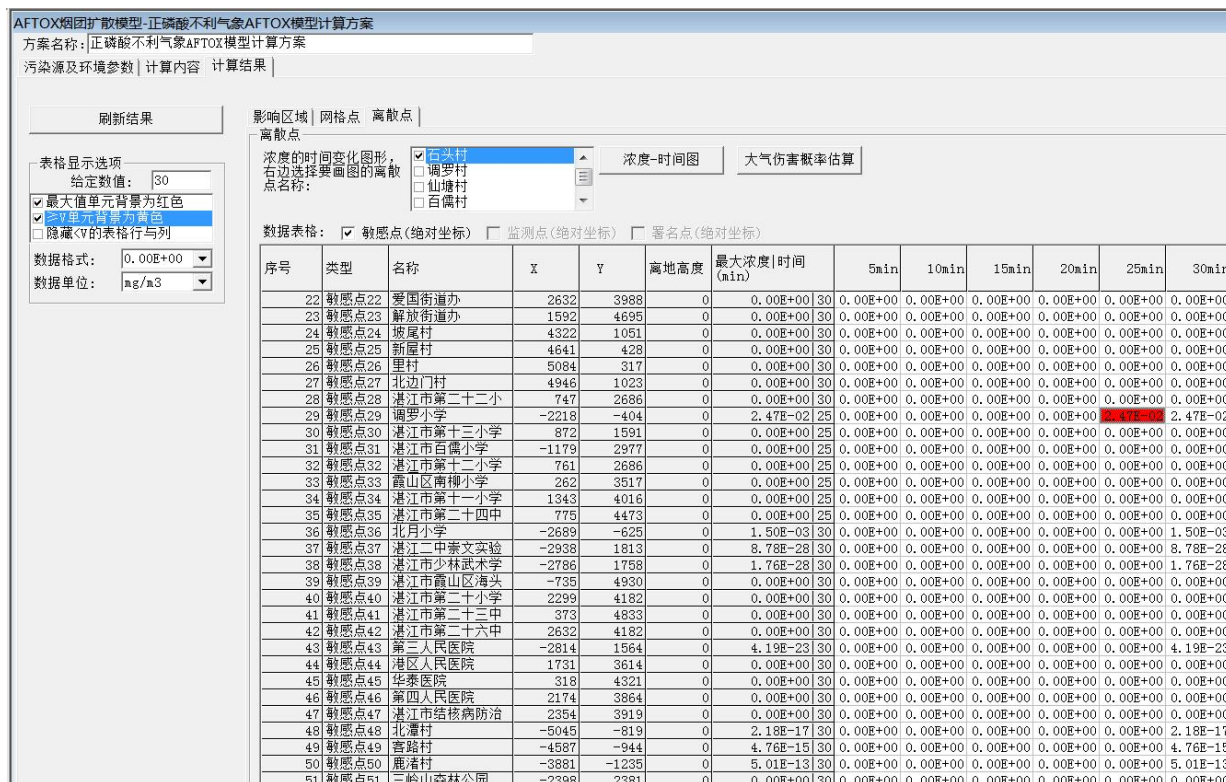 AFTOX烟团扩散模型-正磷酸不利气象AFTOX模型计算方案
方案名称: 正磷酸不利气象AFTOX模型计算方案
污染源及环境参数 计算内容 计算结果
刷新结果
表格显示选项
给定数值: 30
最大值单元背景为红色
≥V单元背景为黄色
隐藏<V的表格行与列
数据格式: 0.00E+00
数据单位: mg/m3
影响区域 网格点 离散点
离散点
浓度的时间变化图形,
右边选择要画图的离散
点名称:
石头村
调罗村
仙塘村
百儒村
浓度-时间图 大气伤害概率估算
数据表格: 敏感点(绝对坐标) 监测点(绝对坐标) 署名点(绝对坐标)
序号 类型 名称 X Y 离地高度 最大浓度|时间(min) 5min 10min 15min 20min 25min 30min
22 敏感点22 爱国街道办 2632 3988 0 0.00E+00|30 0.00E+00 0.00E+00 0.00E+00 0.00E+00 0.00E+00 0.00E+00
23 敏感点23 解放街道办 1592 4695 0 0.00E+00|30 0.00E+00 0.00E+00 0.00E+00 0.00E+00 0.00E+00 0.00E+00
24 敏感点24 坡尾村 4322 1051 0 0.00E+00|30 0.00E+00 0.00E+00 0.00E+00 0.00E+00 0.00E+00 0.00E+00
25 敏感点25 新屋村 4641 428 0 0.00E+00|30 0.00E+00 0.00E+00 0.00E+00 0.00E+00 0.00E+00 0.00E+00
26 敏感点26 里村 5084 317 0 0.00E+00|30 0.00E+00 0.00E+00 0.00E+00 0.00E+00 0.00E+00 0.00E+00
27 敏感点27 北边门村 4946 1023 0 0.00E+00|30 0.00E+00 0.00E+00 0.00E+00 0.00E+00 0.00E+00 0.00E+00
28 敏感点28 湛江市第二十二小 747 2686 0 0.00E+00|30 0.00E+00 0.00E+00 0.00E+00 0.00E+00 0.00E+00 0.00E+00
29 敏感点29 调罗小学 -2218 -404 0 2.47E-02|25 0.00E+00 0.00E+00 0.00E+00 0.00E+00 2.47E-02 2.47E-02
30 敏感点30 湛江市第十三小学 872 1591 0 0.00E+00|25 0.00E+00 0.00E+00 0.00E+00 0.00E+00 0.00E+00 0.00E+00
31 敏感点31 湛江市百儒小学 -1179 2977 0 0.00E+00|25 0.00E+00 0.00E+00 0.00E+00 0.00E+00 0.00E+00 0.00E+00
32 敏感点32 湛江市第十二小学 761 2686 0 0.00E+00|25 0.00E+00 0.00E+00 0.00E+00 0.00E+00 0.00E+00 0.00E+00
33 敏感点33 霞山区南柳小学 262 3517 0 0.00E+00|25 0.00E+00 0.00E+00 0.00E+00 0.00E+00 0.00E+00 0.00E+00
34 敏感点34 湛江市第十一小学 1343 4016 0 0.00E+00|25 0.00E+00 0.00E+00 0.00E+00 0.00E+00 0.00E+00 0.00E+00
35 敏感点35 湛江市第二十四中 775 4473 0 0.00E+00|25 0.00E+00 0.00E+00 0.00E+00 0.00E+00 0.00E+00 0.00E+00
36 敏感点36 北月小学 -2689 -625 0 1.50E-03|30 0.00E+00 0.00E+00 0.00E+00 0.00E+00 0.00E+00 1.50E-03
37 敏感点37 湛江二中崇文实验 -2938 1813 0 8.78E-28|30 0.00E+00 0.00E+00 0.00E+00 0.00E+00 0.00E+00 8.78E-28
38 敏感点38 湛江市少林武术学 -2786 1758 0 1.76E-28|30 0.00E+00 0.00E+00 0.00E+00 0.00E+00 0.00E+00 1.76E-28
39 敏感点39 湛江市霞山区海头 -735 4930 0 0.00E+00|30 0.00E+00 0.00E+00 0.00E+00 0.00E+00 0.00E+00 0.00E+00
40 敏感点40 湛江市第二十小学 2299 4182 0 0.00E+00|30 0.00E+00 0.00E+00 0.00E+00 0.00E+00 0.00E+00 0.00E+00
41 敏感点41 湛江市第二十三中 373 4833 0 0.00E+00|30 0.00E+00 0.00E+00 0.00E+00 0.00E+00 0.00E+00 0.00E+00
42 敏感点42 湛江市第二十六中 2632 4182 0 0.00E+00|30 0.00E+00 0.00E+00 0.00E+00 0.00E+00 0.00E+00 0.00E+00
43 敏感点43 第三人民医院 -2814 1564 0 4.19E-23|30 0.00E+00 0.00E+00 0.00E+00 0.00E+00 0.00E+00 4.19E-23
44 敏感点44 港区人民医院 1731 3614 0 0.00E+00|30 0.00E+00 0.00E+00 0.00E+00 0.00E+00 0.00E+00 0.00E+00
45 敏感点45 华泰医院 318 4321 0 0.00E+00|30 0.00E+00 0.00E+00 0.00E+00 0.00E+00 0.00E+00 0.00E+00
46 敏感点46 第四人民医院 2174 3864 0 0.00E+00|30 0.00E+00 0.00E+00 0.00E+00 0.00E+00 0.00E+00 0.00E+00
47 敏感点47 湛江市结核病防治 2354 3919 0 0.00E+00|30 0.00E+00 0.00E+00 0.00E+00 0.00E+00 0.00E+00 0.00E+00
48 敏感点48 北潭村 -5045 -819 0 2.18E-17|30 0.00E+00 0.00E+00 0.00E+00 0.00E+00 0.00E+00 2.18E-17
49 敏感点49 客路村 -4587 -944 0 4.76E-15|30 0.00E+00 0.00E+00 0.00E+00 0.00E+00 0.00E+00 4.76E-15
50 敏感点50 鹿渚村 -3881 -1235 0 5.01E-13|30 0.00E+00 0.00E+00 0.00E+00 0.00E+00 0.00E+00 5.01E-13
51 敏感点51 三岭山森林公园 -2398 2381 0 0.00E+00|30 0.00E+00 0.00E+00 0.00E+00 0.00E+00 0.00E+00 0.00E+00